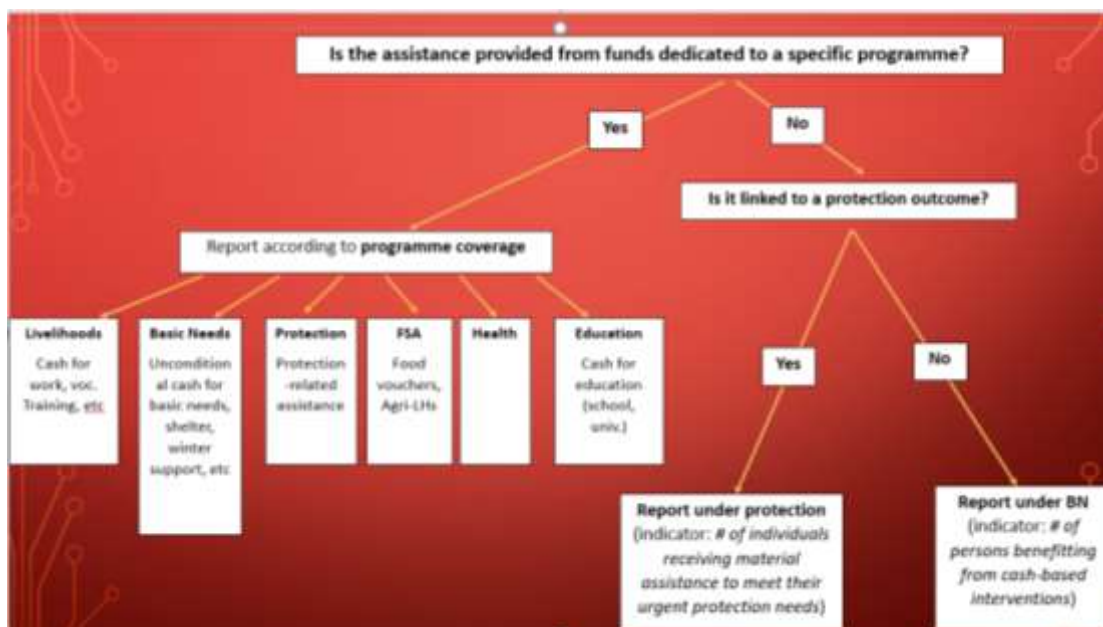 Is the assistance provided from funds dedicated to a specific programme?
Yes
No
Is it linked to a protection outcome?
Report according to programme coverage
Livelihoods
Cash for
work, voc.
Training, etc
Basic Needs
Uncondition
al cash for
basic needs,
shelter,
winter
support, etc
Protection
Protection
-related
assistance
FSA
Food
vouchers,
Agri-LHs
Health
Education
Cash for
education
(school,
univ.)
Yes
No
Report under protection
(indicator: # of individuals
receiving material
assistance to meet their
urgent protection needs)
Report under BN
(indicator: # of
persons benefitting
from cash-based
interventions)